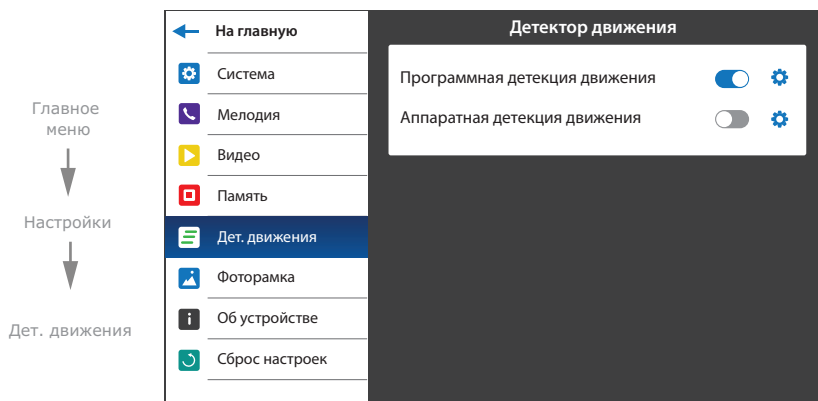 Главное
меню
Настройки
Дет. движения
На главную
Система
Мелодия
Видео
Память
Дет. движения
Фоторамка
Об устройстве
Сброс настроек
Детектор движения
Программная детекция движения
Аппаратная детекция движения